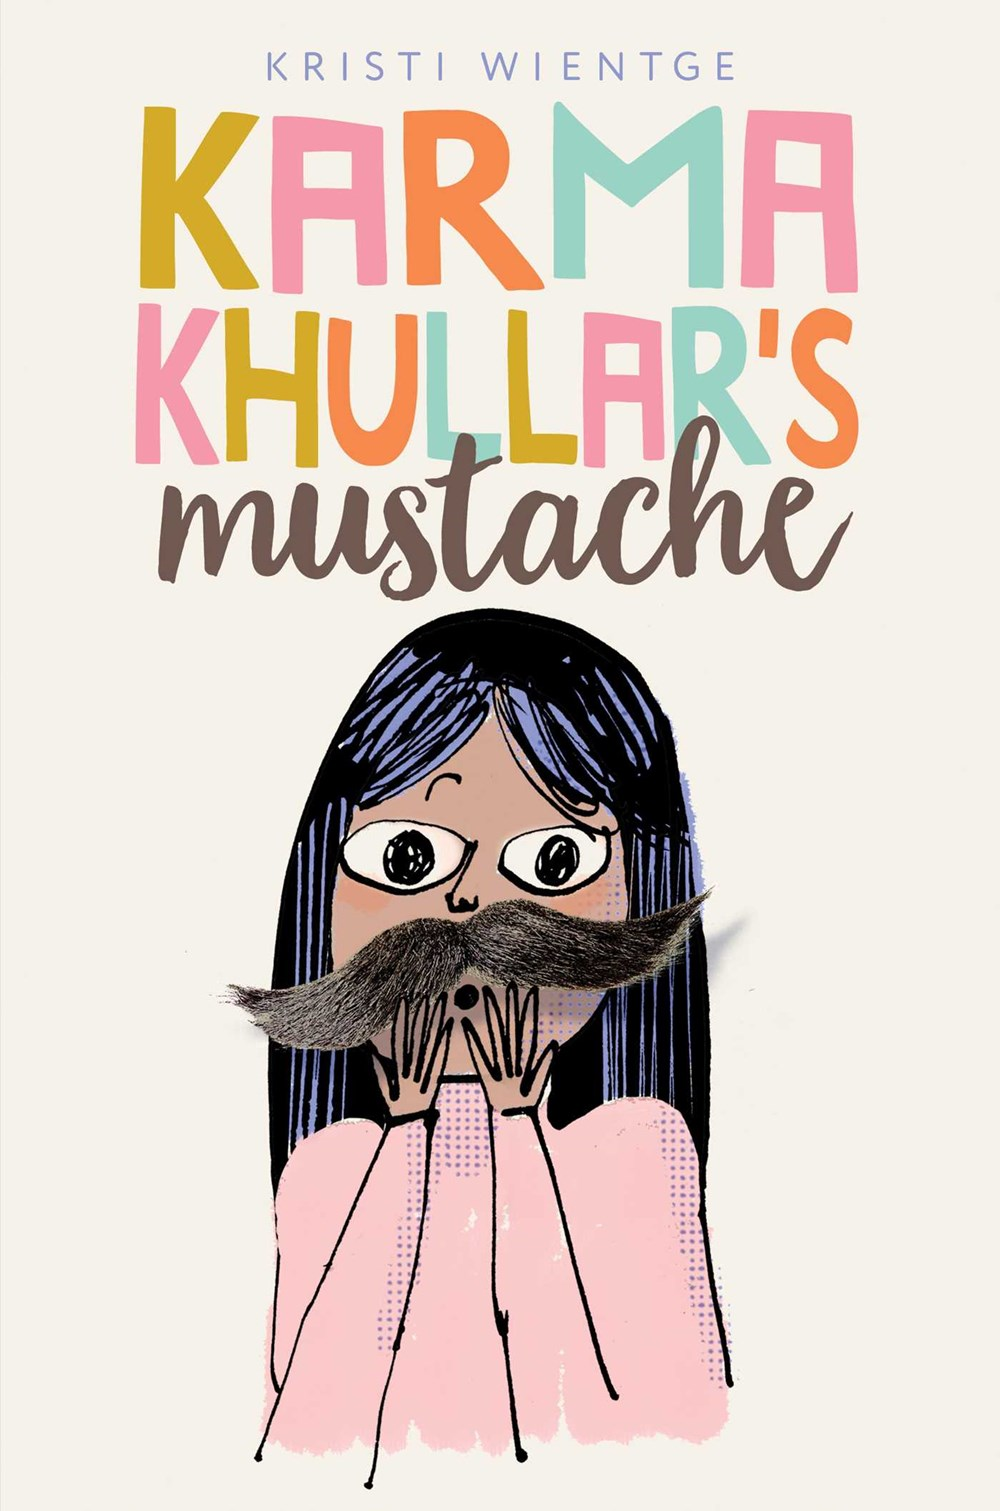 KRISTI WIENTGE
KARMA
KHULLAR'S
mustache